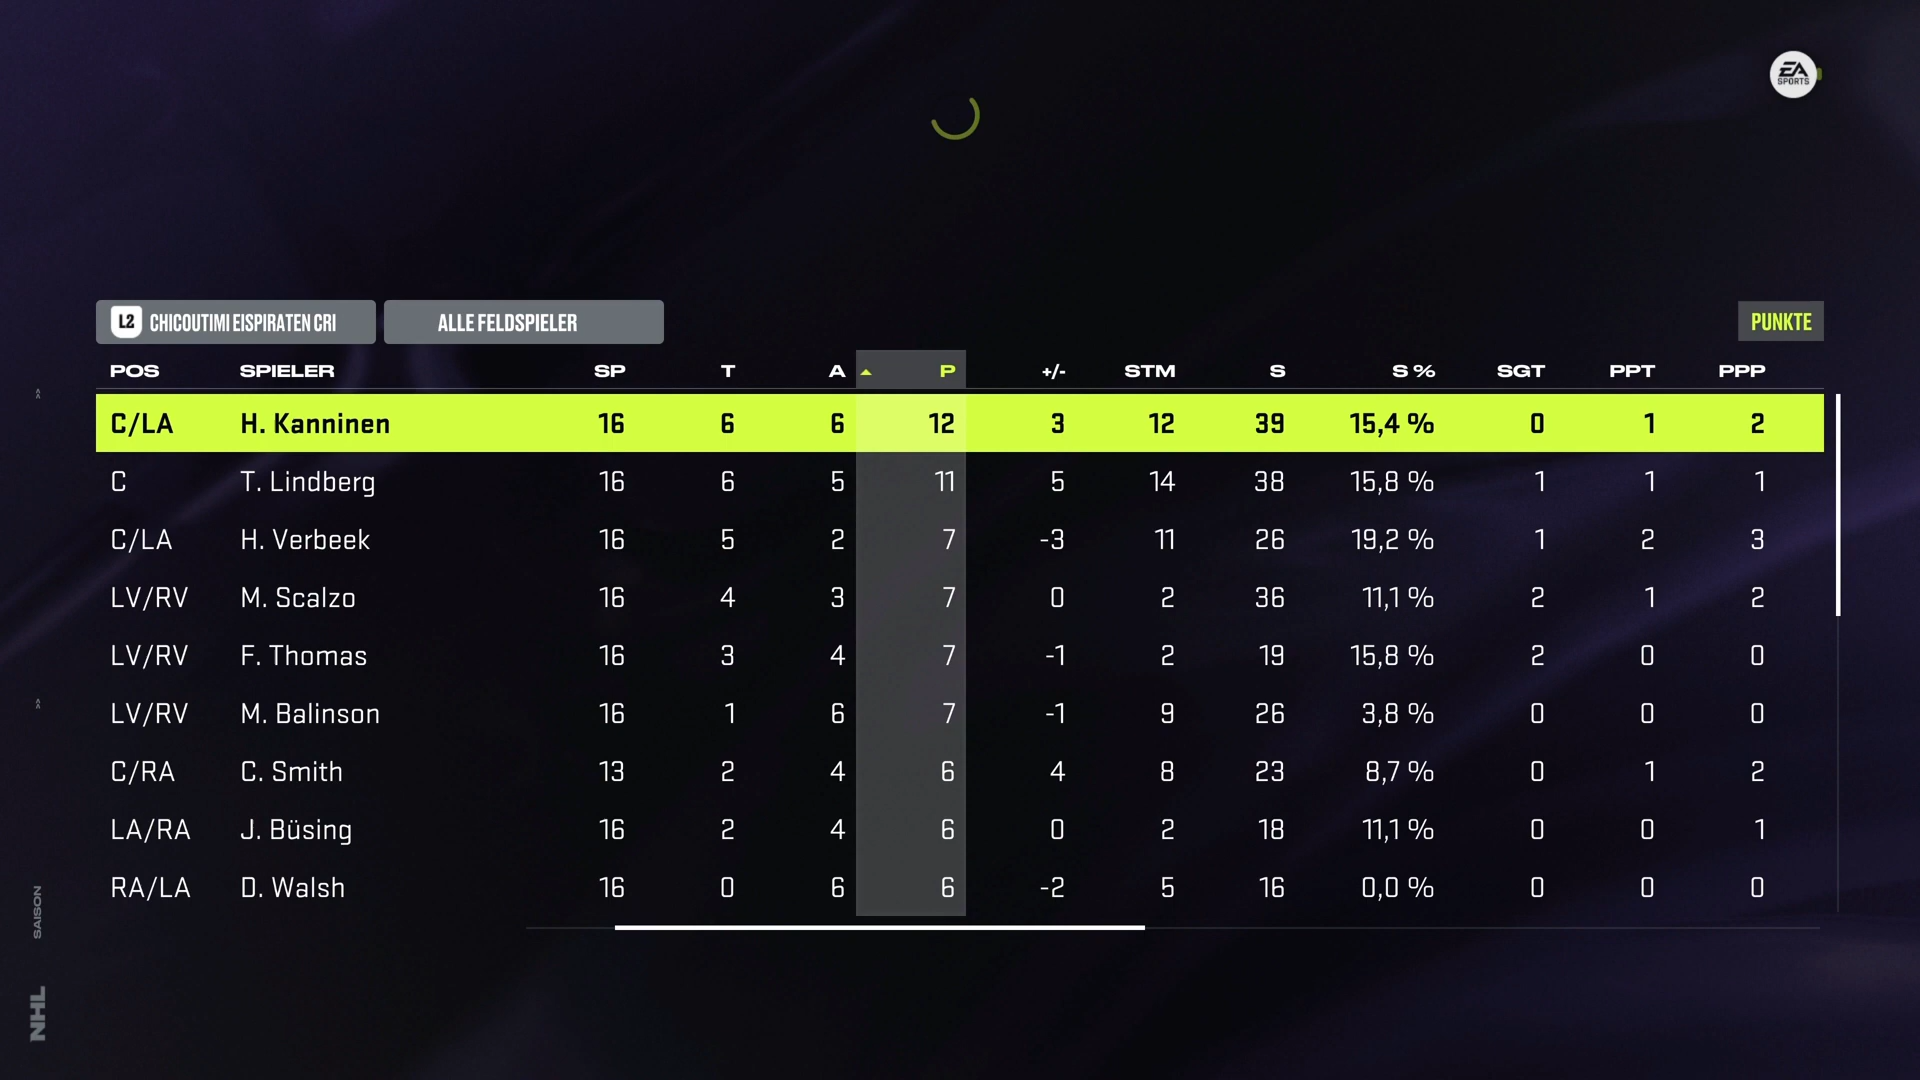 EA
SPORTS
L2 CHICOUTIMI EISPIRATEN CRI ALLE FELDSPIELER PUNKTE
POS SPIELER SP T A P +/- STM S S % SGT PPT PPP
C/LA H. Kanninen 16 6 6 12 3 12 39 15,4 % 0 1 2
C T. Lindberg 16 6 5 11 5 14 38 15,8 % 1 1 1
C/LA H. Verbeek 16 5 2 7 -3 11 26 19,2 % 1 2 3
LV/RV M. Scalzo 16 4 3 7 0 2 36 11,1 % 2 1 2
LV/RV F. Thomas 16 3 4 7 -1 2 19 15,8 % 2 0 0
LV/RV M. Balinson 16 1 6 7 -1 9 26 3,8 % 0 0 0
C/RA C. Smith 13 2 4 6 4 8 23 8,7 % 0 1 2
LA/RA J. Büsing 16 2 4 6 0 2 18 11,1 % 0 0 1
RA/LA D. Walsh 16 0 6 6 -2 5 16 0,0 % 0 0 0
SAISON
NHL